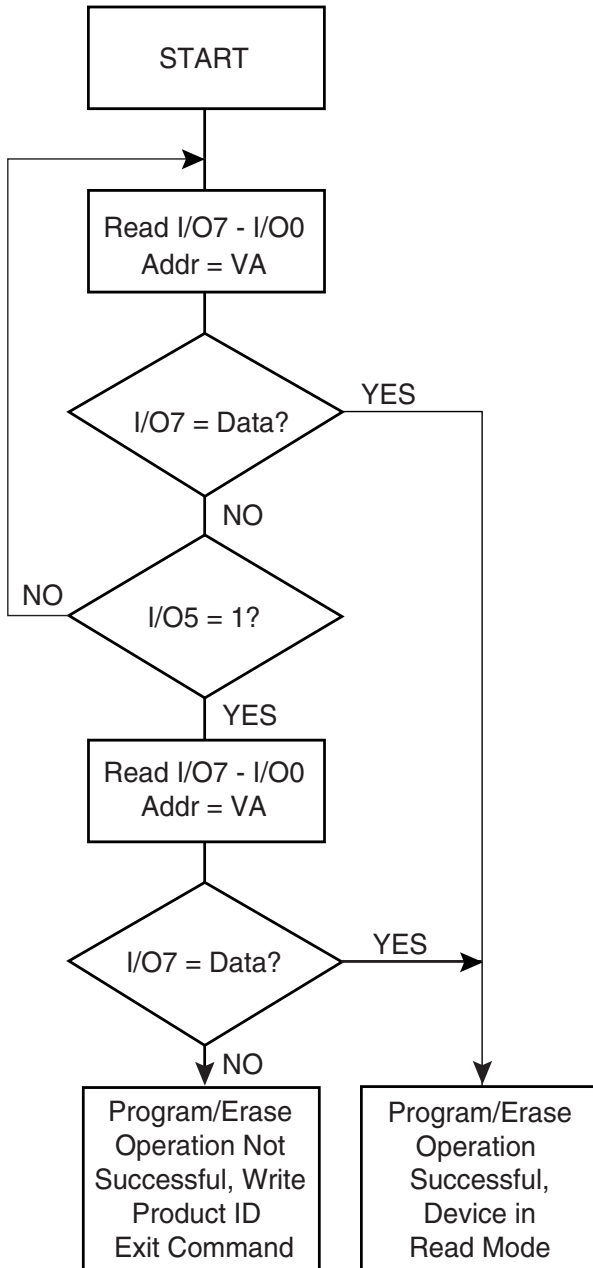 START
Read I/O7 - I/O0
Addr = VA
I/O7 = Data?
YES
NO
NO
I/O5 = 1?
YES
Read I/O7 - I/O0
Addr = VA
I/O7 = Data?
YES
NO
Program/Erase
Operation Not
Successful, Write
Product ID
Exit Command
Program/Erase
Operation
Successful,
Device in
Read Mode